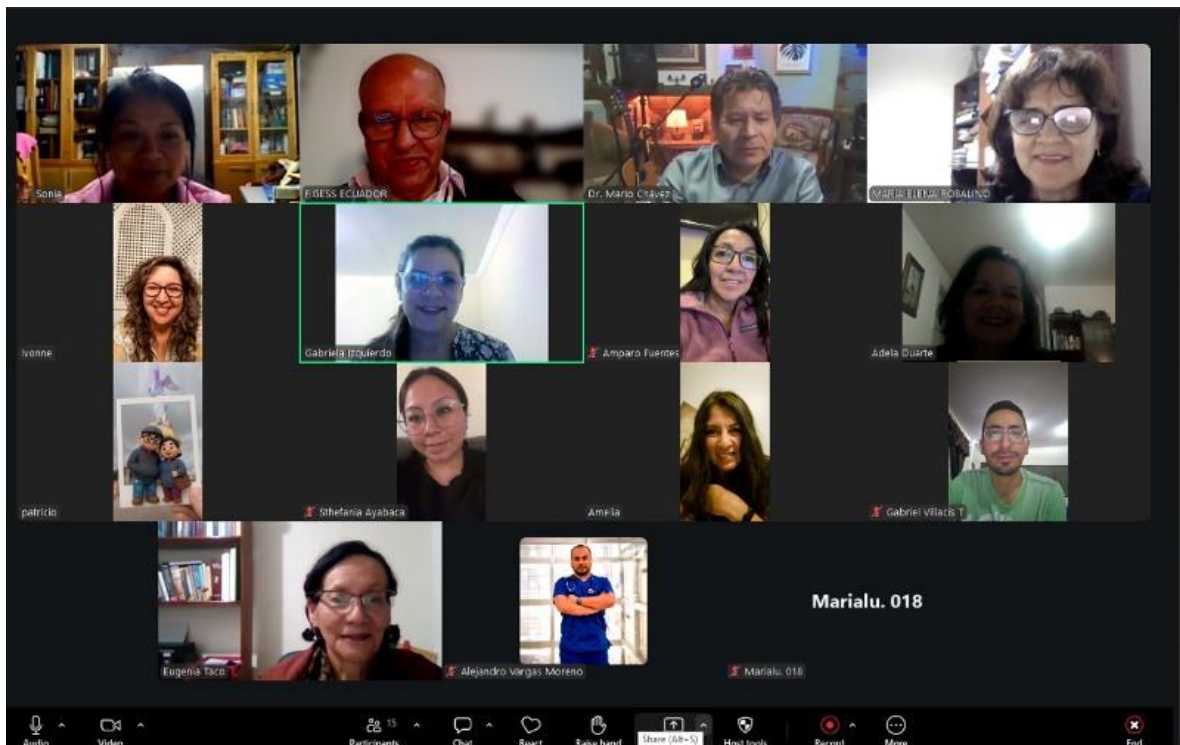 Sonia
FIGESS ECUADOR
Dr. Mario Chávez
MARIA ELENA ROBALINO
Ivonne
Gabriela Izquierdo
Amparo Fuentes
Adela Duarte
patricio
Sthefania Ayabaca
Amelia
Gabriel Villacis T
Marialu. 018
Eugenia Taco
Alejandro Vargas Moreno
Marialu. 018
15
Share (Alt+S)
Audio
Video
Participants
Chat
React
Raise hand
Host tools
Record
More
End